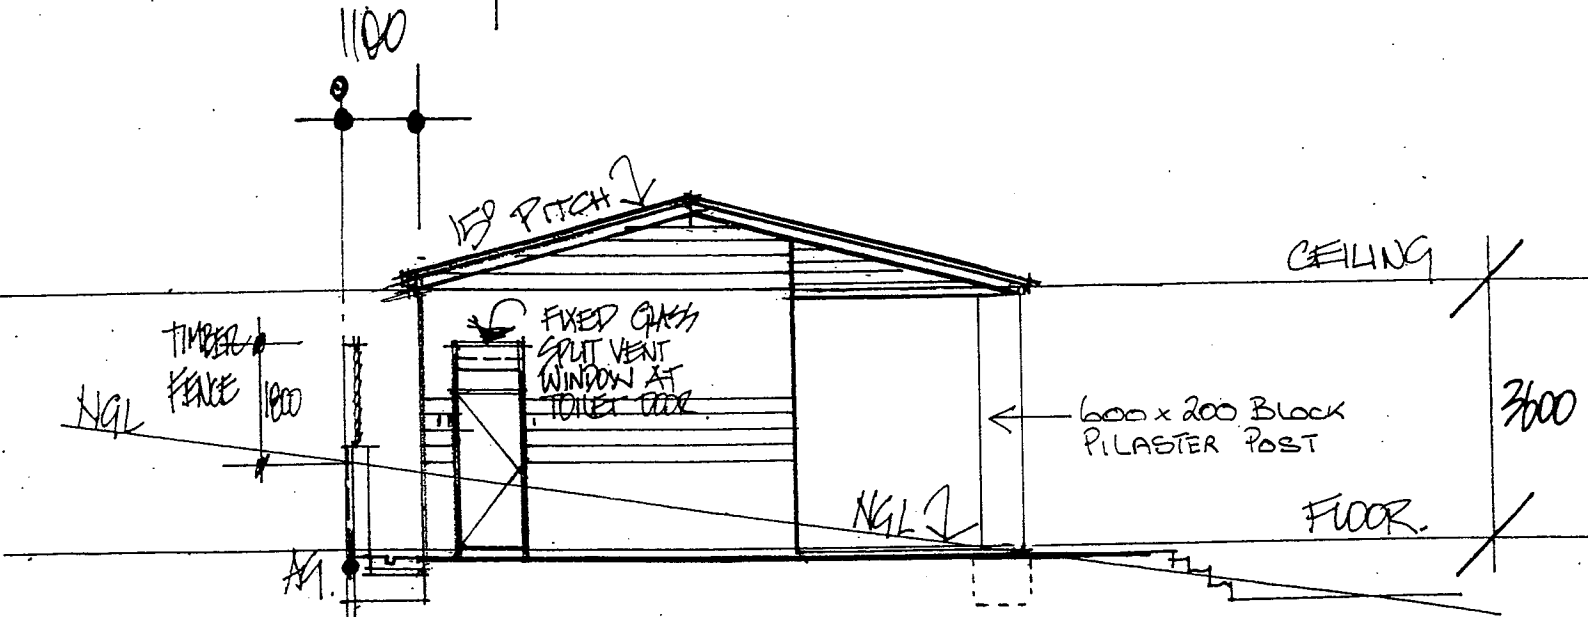 1100
15° PITCH
CEILING
FIXED GLASS
SPLIT VENT
WINDOW AT
TOILET DOOR
TIMBER
FENCE
1800
NGL
3600
600 x 200 BLOCK
PILASTER POST
NGL
FLOOR.
AG.